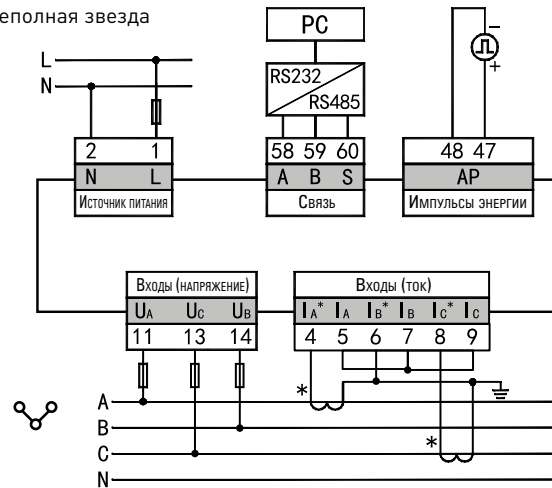 еполная звезда
PC
L
N
RS232
RS485
2 1
58 59 60
48 47
N L
A B S
AP
Источник питания
Связь
Импульсы энергии
−
+
Входы (напряжение)
Входы (ток)
UA UC UB
IA* IA IB* IB IC* IC
11 13 14
4 5 6 7 8 9
*
A
B
*
C
N